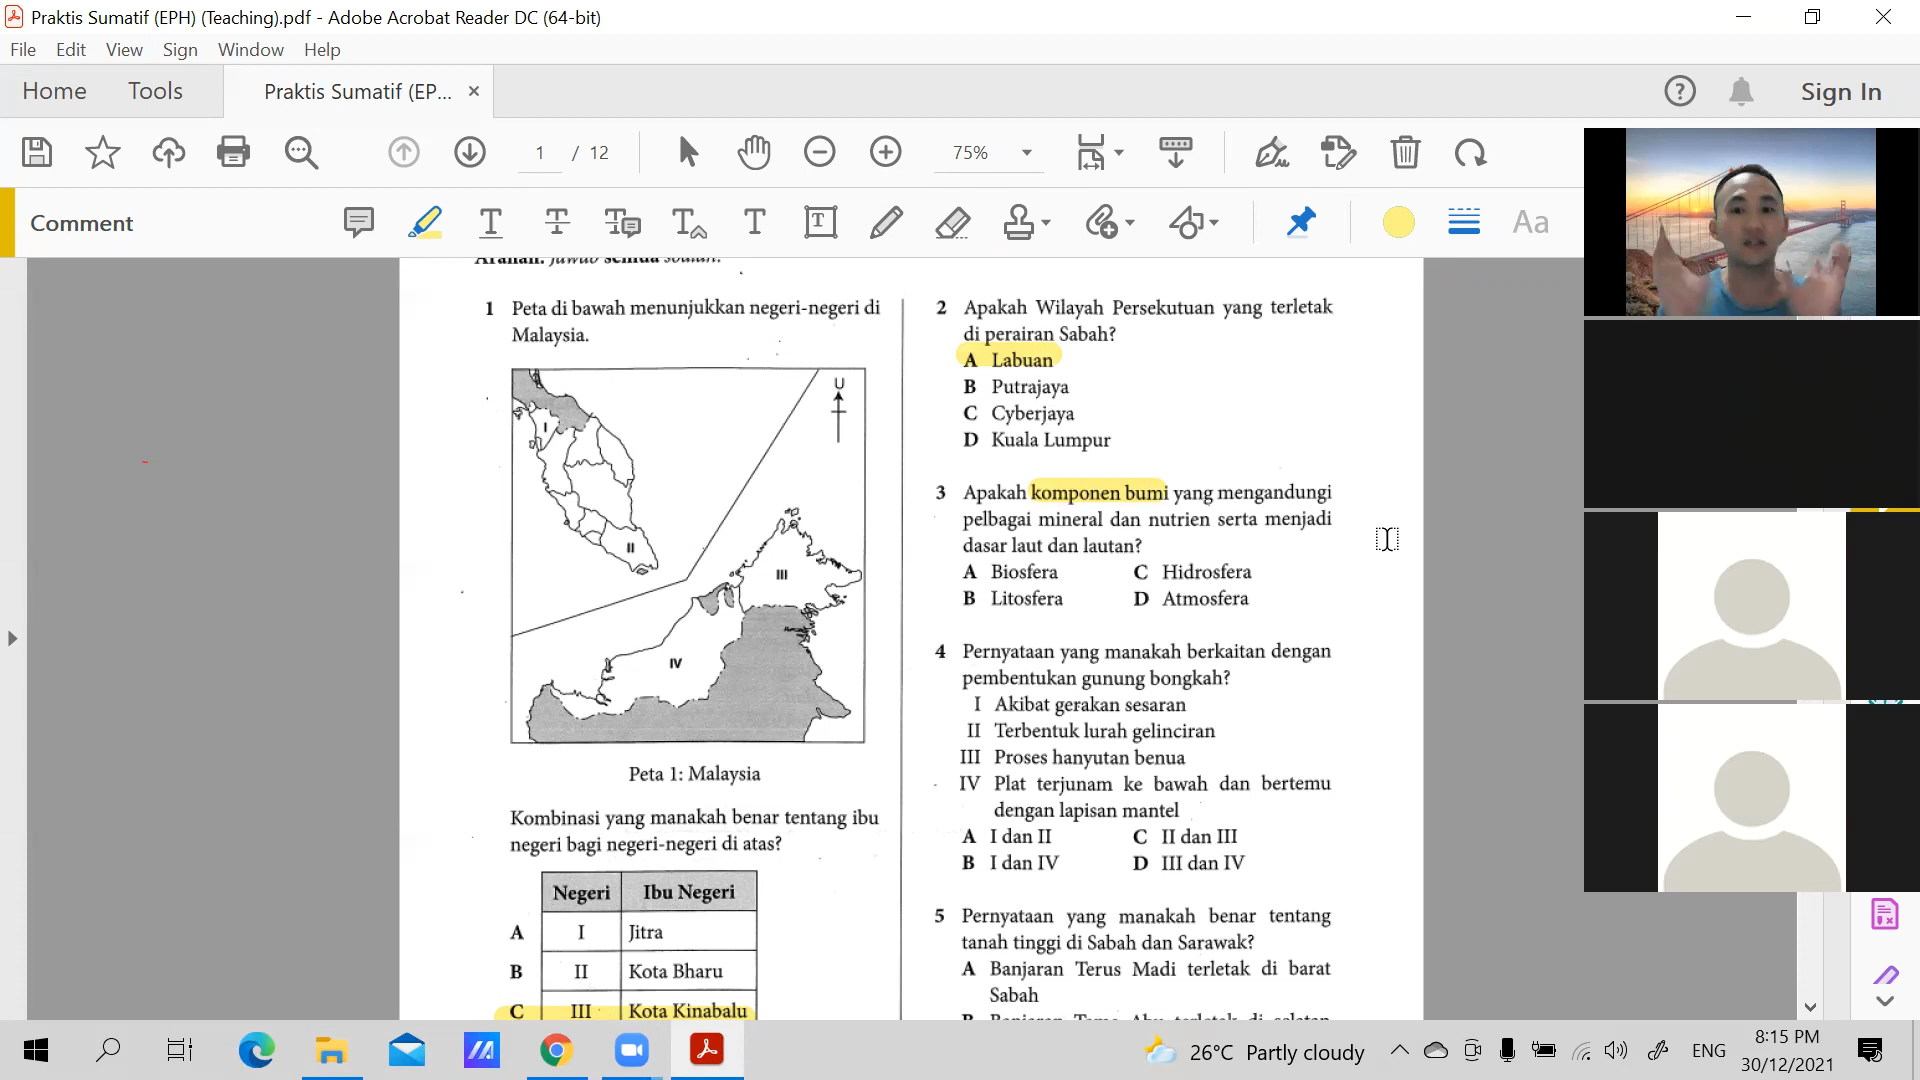 Praktis Sumatif (EPH) (Teaching).pdf - Adobe Acrobat Reader DC (64-bit)
File Edit View Sign Window Help
Home Tools Praktis Sumatif (EP... × Sign In
1 / 12 75%
Comment
Arahan: Jawab semua soalan.
1 Peta di bawah menunjukkan negeri-negeri di
Malaysia.
U
I
II
III
IV
Peta 1: Malaysia
Kombinasi yang manakah benar tentang ibu
negeri bagi negeri-negeri di atas?
Negeri Ibu Negeri
A I Jitra
B II Kota Bharu
C III Kota Kinabalu
2 Apakah Wilayah Persekutuan yang terletak
di perairan Sabah?
A Labuan
B Putrajaya
C Cyberjaya
D Kuala Lumpur
3 Apakah komponen bumi yang mengandungi
pelbagai mineral dan nutrien serta menjadi
dasar laut dan lautan?
A Biosfera C Hidrosfera
B Litosfera D Atmosfera
4 Pernyataan yang manakah berkaitan dengan
pembentukan gunung bongkah?
I Akibat gerakan sesaran
II Terbentuk lurah gelinciran
III Proses hanyutan benua
IV Plat terjunam ke bawah dan bertemu
dengan lapisan mantel
A I dan II C II dan III
B I dan IV D III dan IV
5 Pernyataan yang manakah benar tentang
tanah tinggi di Sabah dan Sarawak?
A Banjaran Terus Madi terletak di barat
Sabah
26°C Partly cloudy
ENG
8:15 PM
30/12/2021